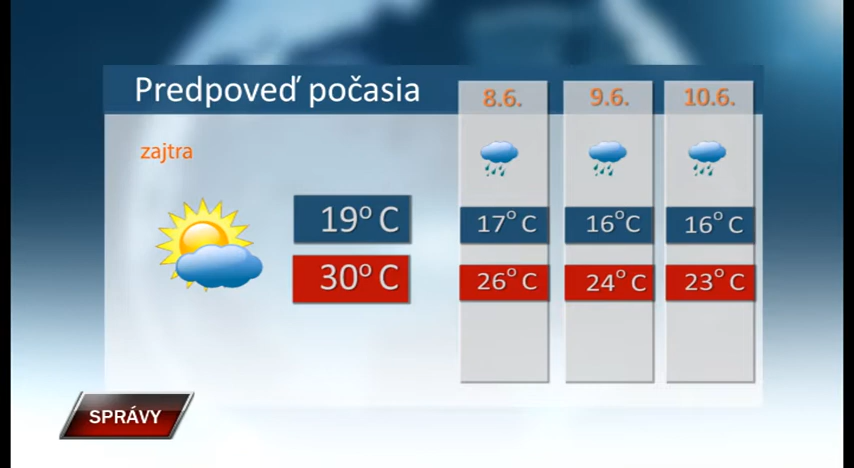 Predpoveď počasia
zajtra
19° C
30° C
8.6.
17° C
26° C
9.6.
16°C
24° C
10.6.
16° C
23° C
SPRÁVY